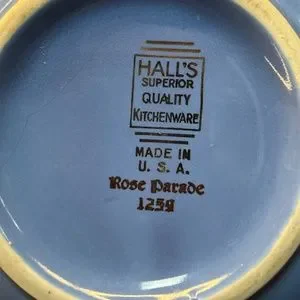 HALL'S
SUPERIOR
QUALITY
KITCHENWARE
MADE IN
U. S. A.
Rose Parade
1259